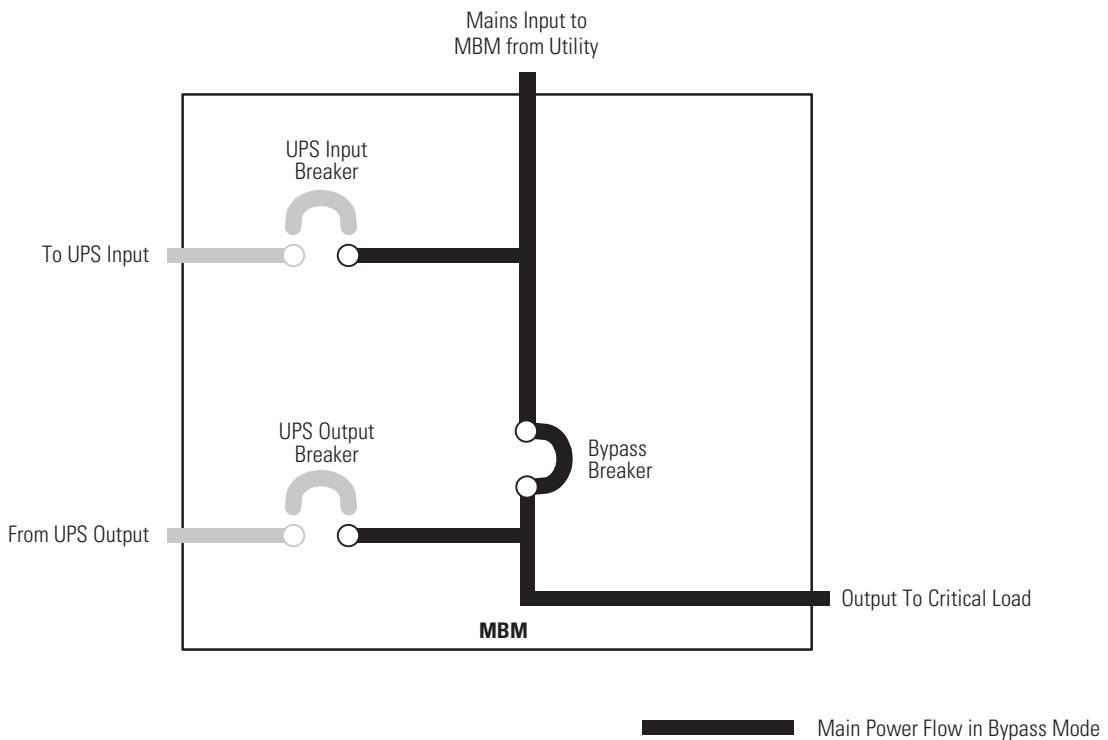 Mains Input to
MBM from Utility
UPS Input
Breaker
To UPS Input
UPS Output
Breaker
Bypass
Breaker
From UPS Output
Output To Critical Load
MBM
Main Power Flow in Bypass Mode